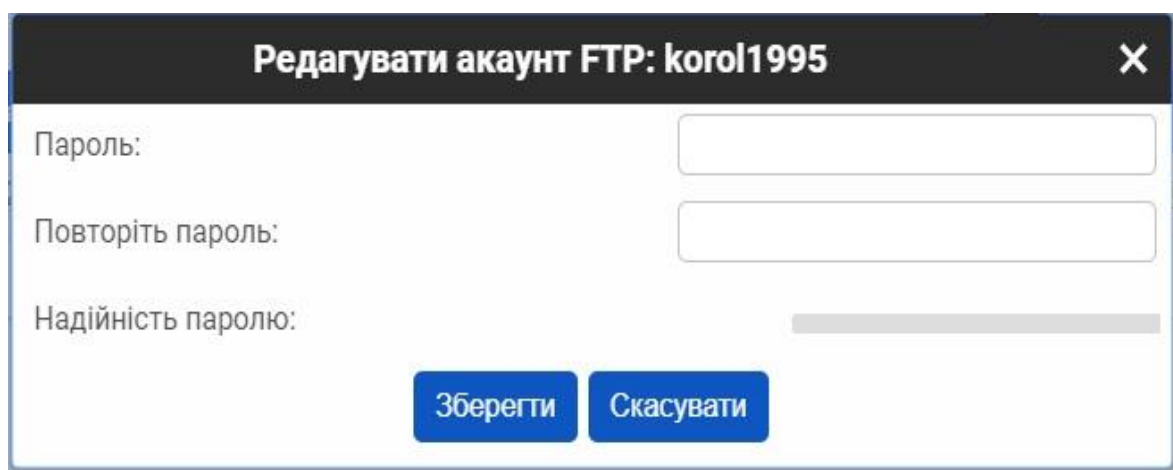 Редагувати акаунт FTP: korol1995 ×
Пароль:
Повторіть пароль:
Надійність паролю:
Зберегти Скасувати